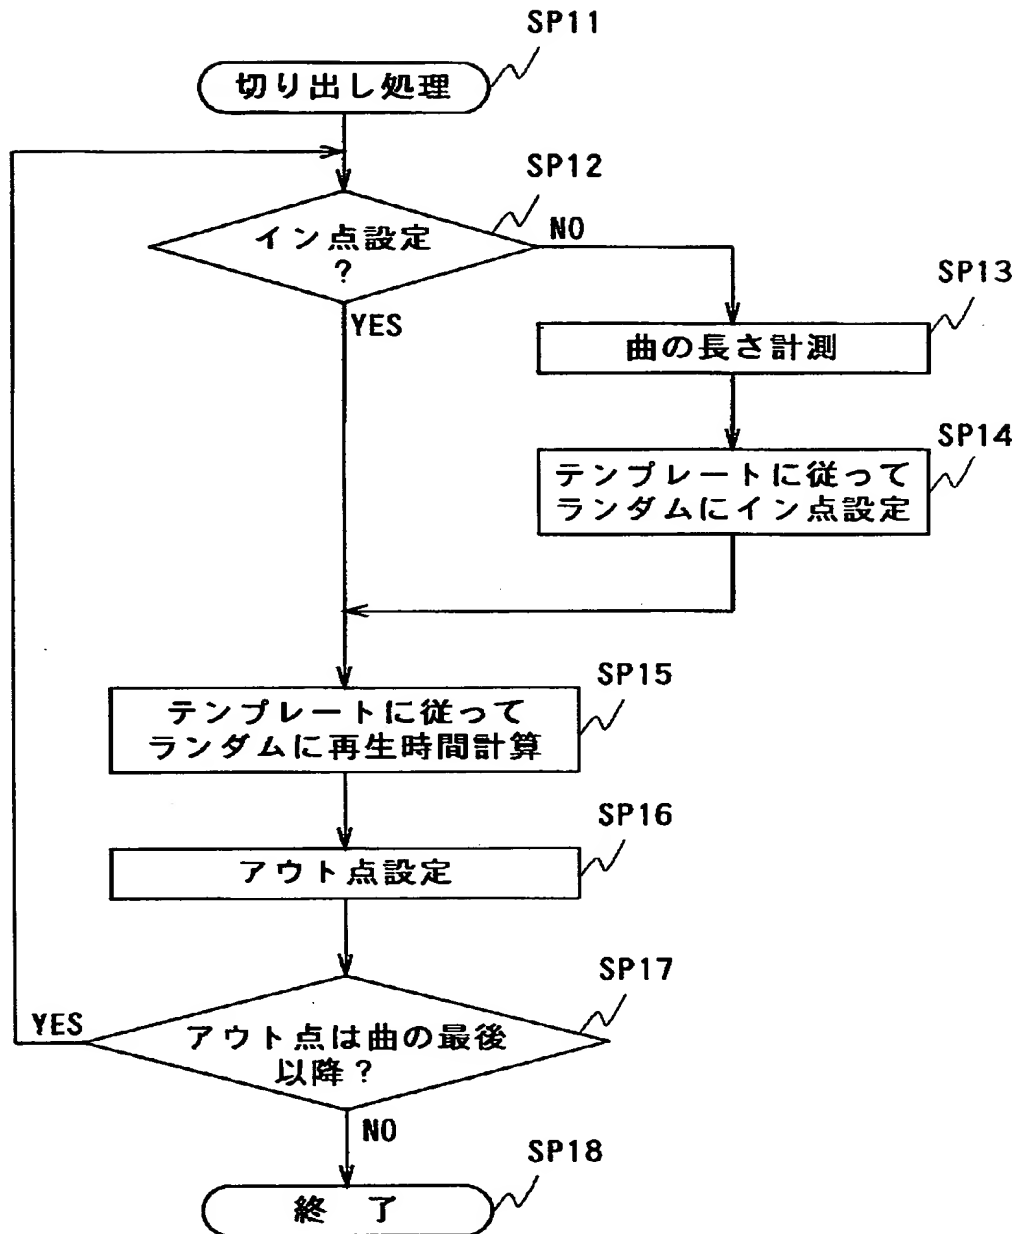 SP11
切り出し処理
SP12
イン点設定
?
NO
YES
SP13
曲の長さ計測
SP14
テンプレートに従って
ランダムにイン点設定
SP15
テンプレートに従って
ランダムに再生時間計算
SP16
アウト点設定
SP17
アウト点は曲の最後
以降?
YES
NO
SP18
終 了